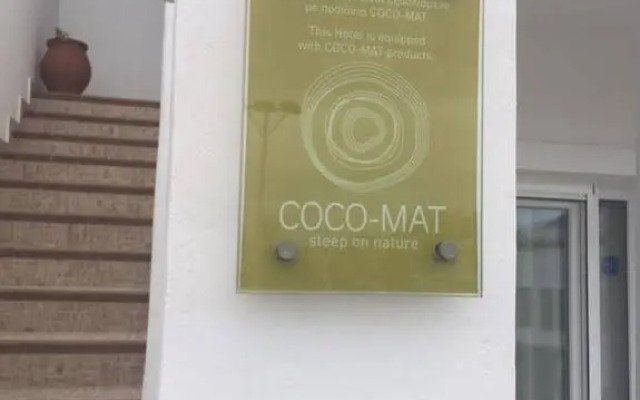 με προϊόντα COCO-MAT
This Hotel is equipped
with COCO-MAT products.
COCO-MAT
sleep on nature